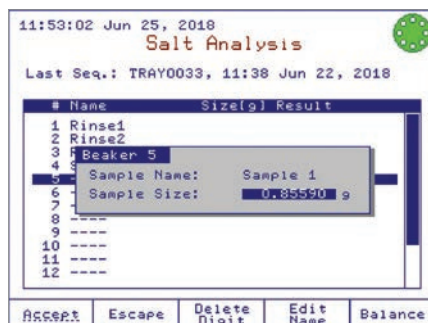 11:53:02 Jun 25, 2018
Salt Analysis
Last Seq.: TRAY0033, 11:38 Jun 22, 2018
# Name Size[g] Result
1 Rinse1
2 Rinse2
3
4
Beaker 5
Sample Name: Sample 1
Sample Size: 0.85590 g
5
6
7
8 ----
9 ----
10 ----
11 ----
12 ----
Accept Escape Delete Digit Edit Name Balance